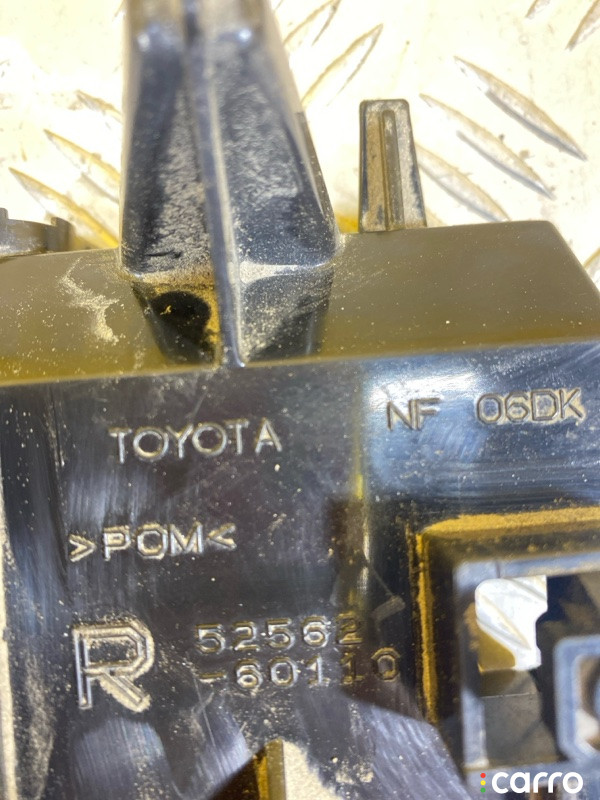 TOYOTA
NF 06DK
>POM<
R
52562
-60110
carro